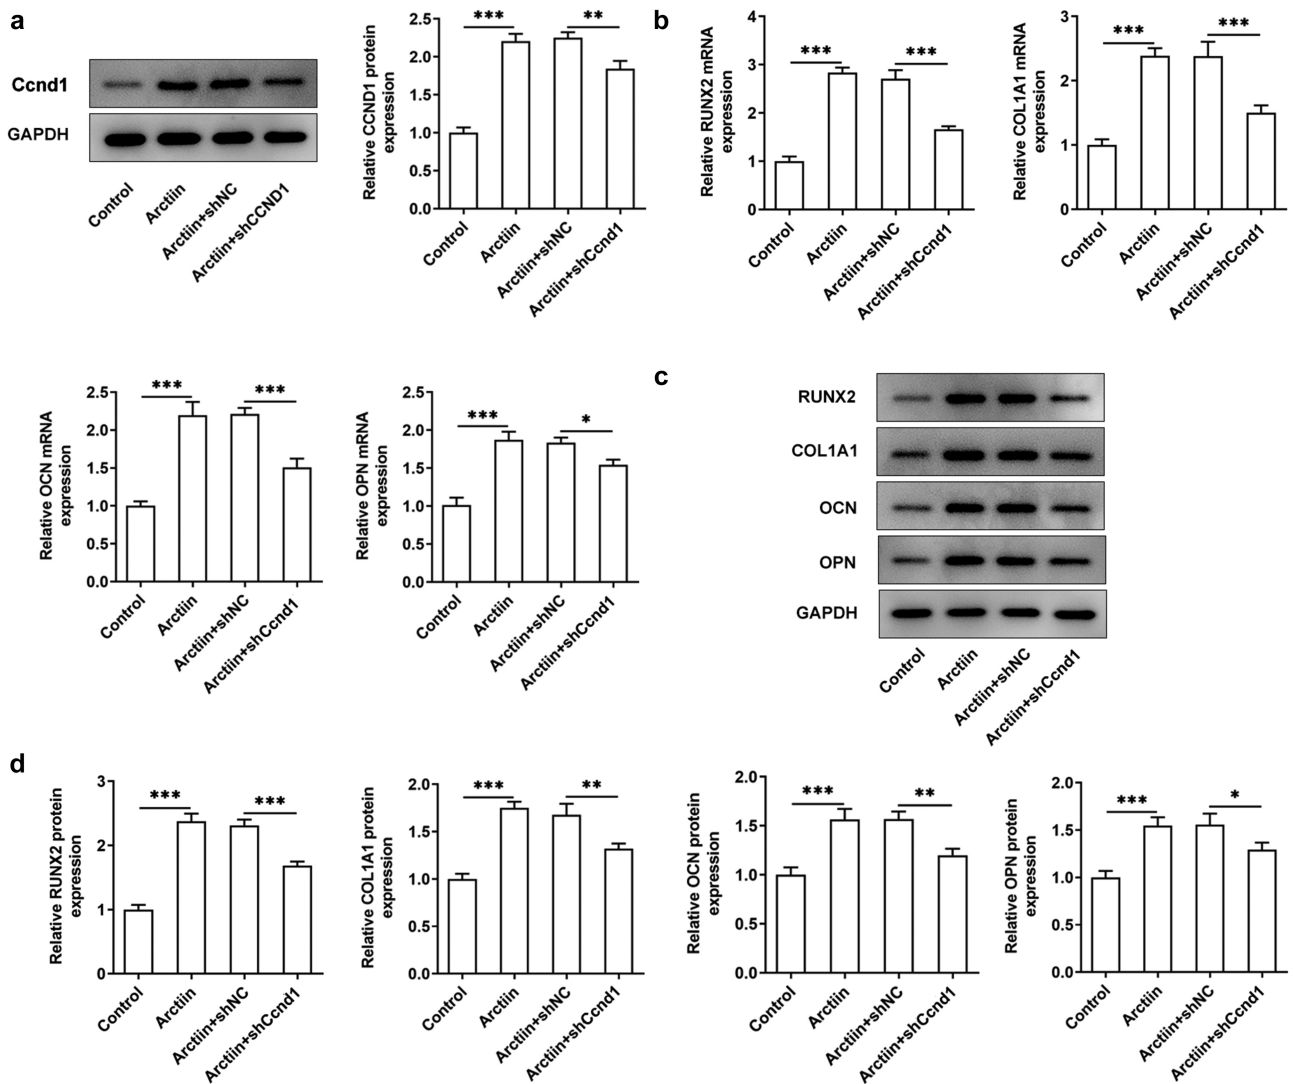 a
Ccnd1
GAPDH
Control
Arctiin
Arctiin+shNC
Arctiin+shCCND1
Relative CCND1 protein
expression
2.5
2.0
1.5
1.0
0.5
0.0
***
**
Control
Arctiin
Arctiin+shNC
Arctiin+shCcnd1
b
Relative RUNX2 mRNA
expression
4
3
2
1
0
***
***
Control
Arctiin
Arctiin+shNC
Arctiin+shCcnd1
Relative COL1A1 mRNA
expression
3
2
1
0
***
***
Control
Arctiin
Arctiin+shNC
Arctiin+shCcnd1
Relative OCN mRNA
expression
2.5
2.0
1.5
1.0
0.5
0.0
***
***
Control
Arctiin
Arctiin+shNC
Arctiin+shCcnd1
Relative OPN mRNA
expression
2.5
2.0
1.5
1.0
0.5
0.0
***
*
Control
Arctiin
Arctiin+shNC
Arctiin+shCcnd1
c
RUNX2
COL1A1
OCN
OPN
GAPDH
Control
Arctiin
Arctiin+shNC
Arctiin+shCcnd1
d
Relative RUNX2 protein
expression
3
2
1
0
***
***
Control
Arctiin
Arctiin+shNC
Arctiin+shCcnd1
Relative COL1A1 protein
expression
2.0
1.5
1.0
0.5
0.0
***
**
Control
Arctiin
Arctiin+shNC
Arctiin+shCcnd1
Relative OCN protein
expression
2.0
1.5
1.0
0.5
0.0
***
**
Control
Arctiin
Arctiin+shNC
Arctiin+shCcnd1
Relative OPN protein
expression
2.0
1.5
1.0
0.5
0.0
***
*
Control
Arctiin
Arctiin+shNC
Arctiin+shCcnd1